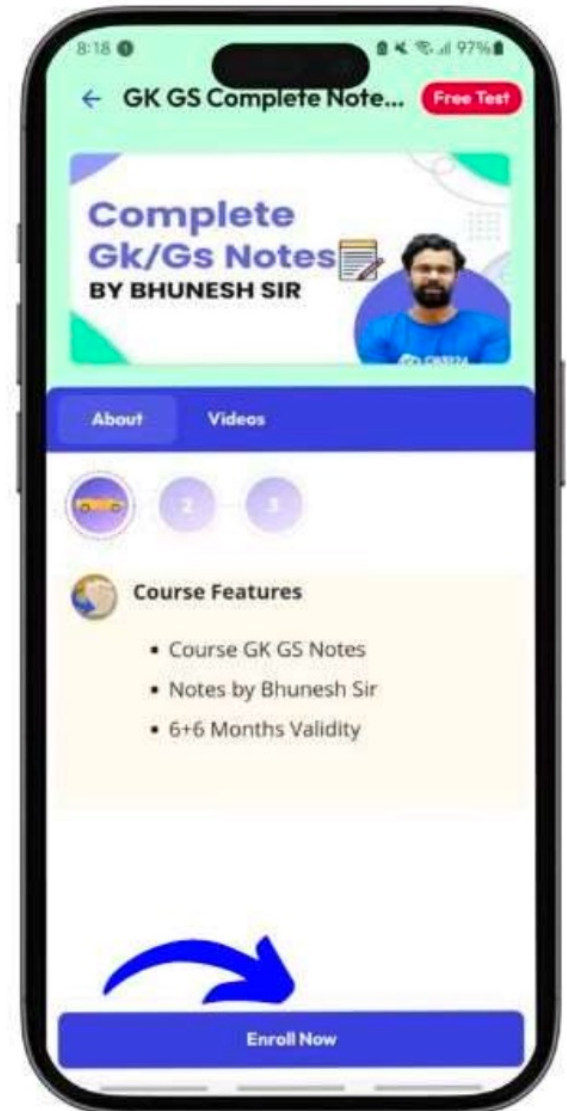 8:18
97%
GK GS Complete Note...
Free Test
Complete
Gk/Gs Notes
BY BHUNESH SIR
About
Videos
2
3
Course Features
Course GK GS Notes
Notes by Bhunesh Sir
6+6 Months Validity
Enroll Now